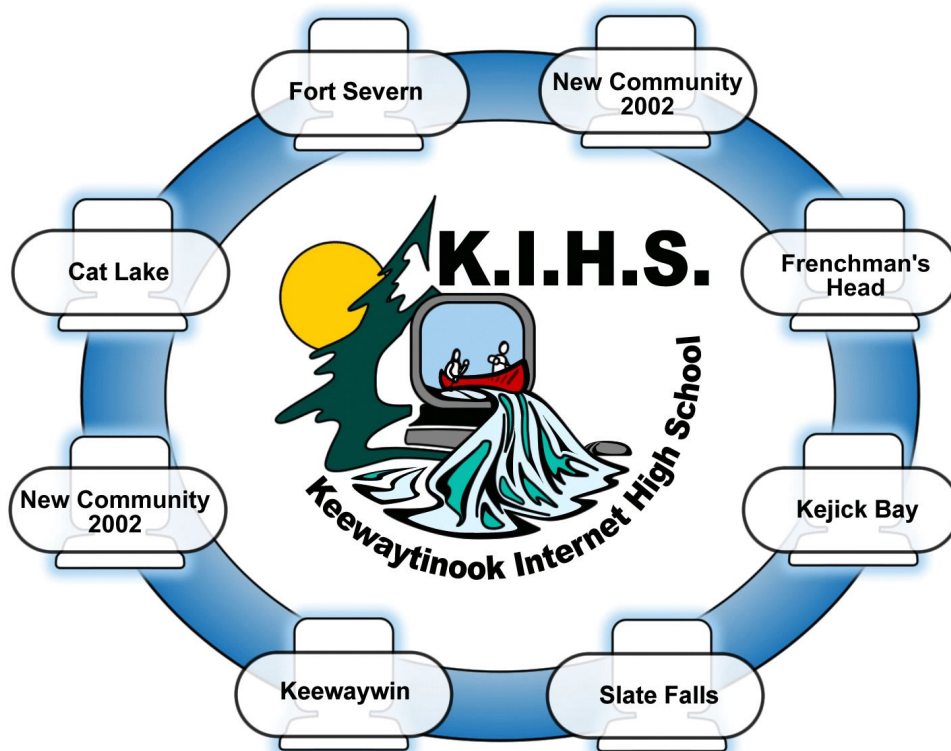 Fort Severn
New Community
2002
Cat Lake
K.I.H.S.
Frenchman's
Head
New Community
2002
Kejick Bay
Keewaytinook Internet High School
Keewaywin
Slate Falls